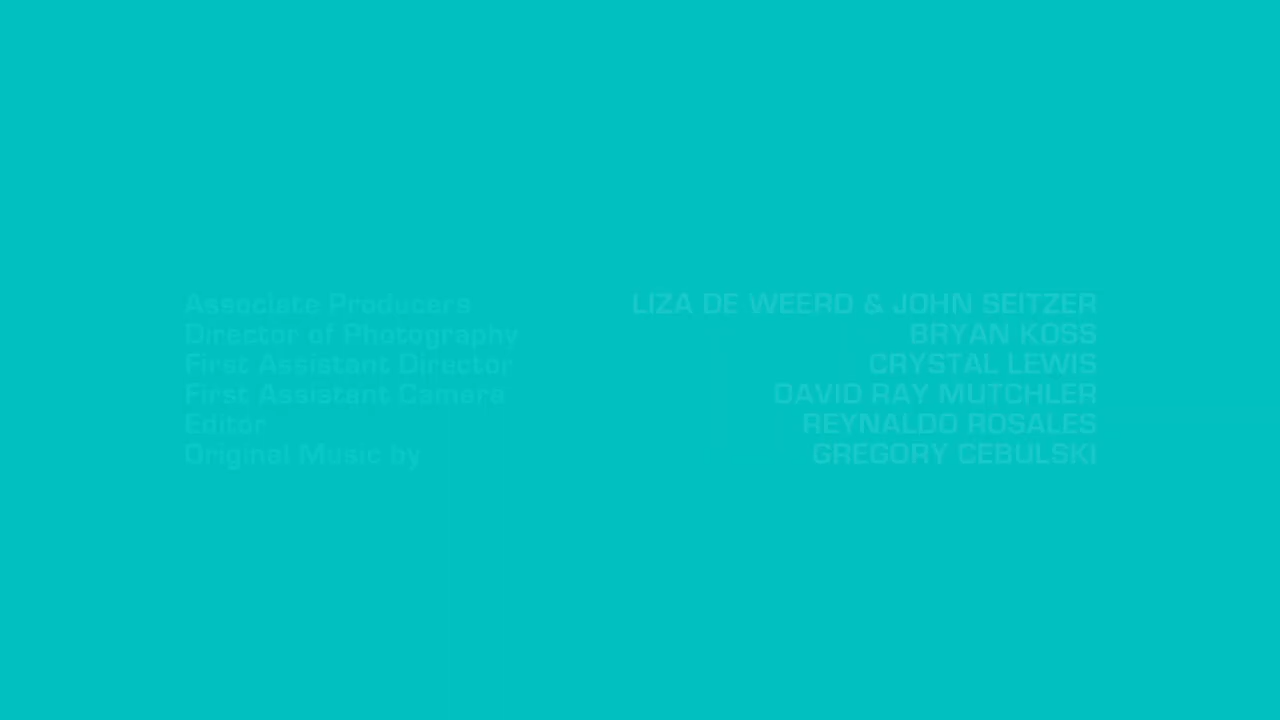 Associate Producers LIZA DE WEERD & JOHN SEITZER
Director of Photography BRYAN KOSS
First Assistant Director CRYSTAL LEWIS
First Assistant Camera DAVID RAY MUTCHLER
Editor REYNALDO ROSALES
Original Music by GREGORY CEBULSKI